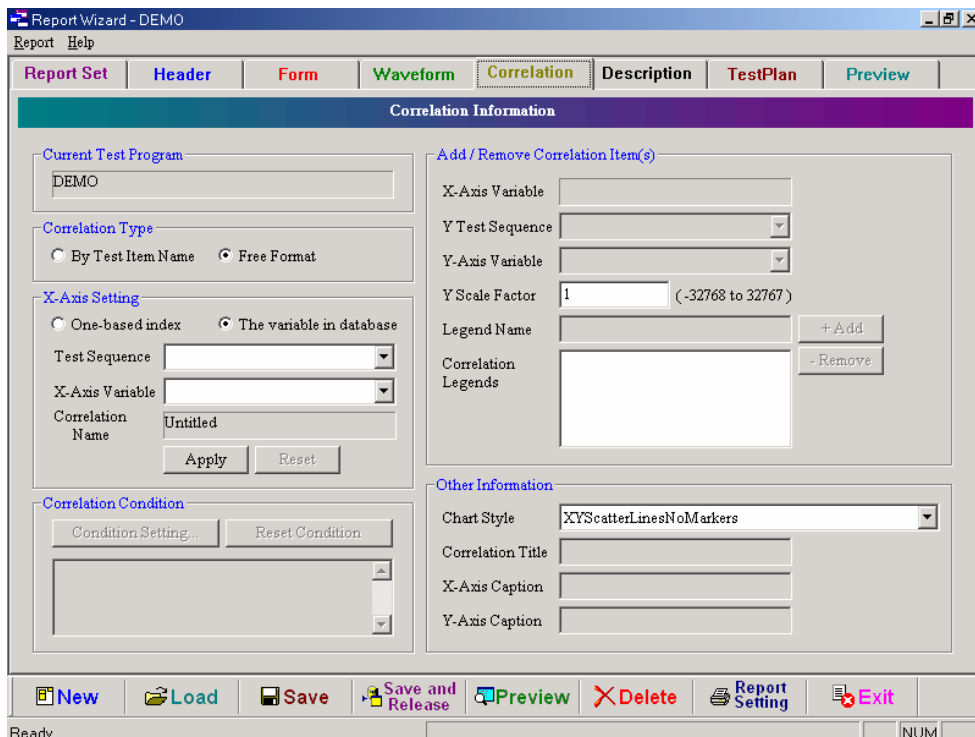 Report Wizard - DEMO
Report Help
Report Set Header Form Waveform Correlation Description TestPlan Preview
Correlation Information
Current Test Program
DEMO
Correlation Type
By Test Item Name Free Format
X-Axis Setting
One-based index The variable in database
Test Sequence
X-Axis Variable
Correlation
Name
Untitled
Apply Reset
Correlation Condition
Condition Setting... Reset Condition
Add / Remove Correlation Item(s)
X-Axis Variable
Y Test Sequence
Y-Axis Variable
Y Scale Factor 1 ( -32768 to 32767 )
Legend Name + Add
- Remove
Correlation
Legends
Other Information
Chart Style XYScatterLinesNoMarkers
Correlation Title
X-Axis Caption
Y-Axis Caption
New Load Save Save and Release Preview Delete Report Setting Exit
Ready NUM